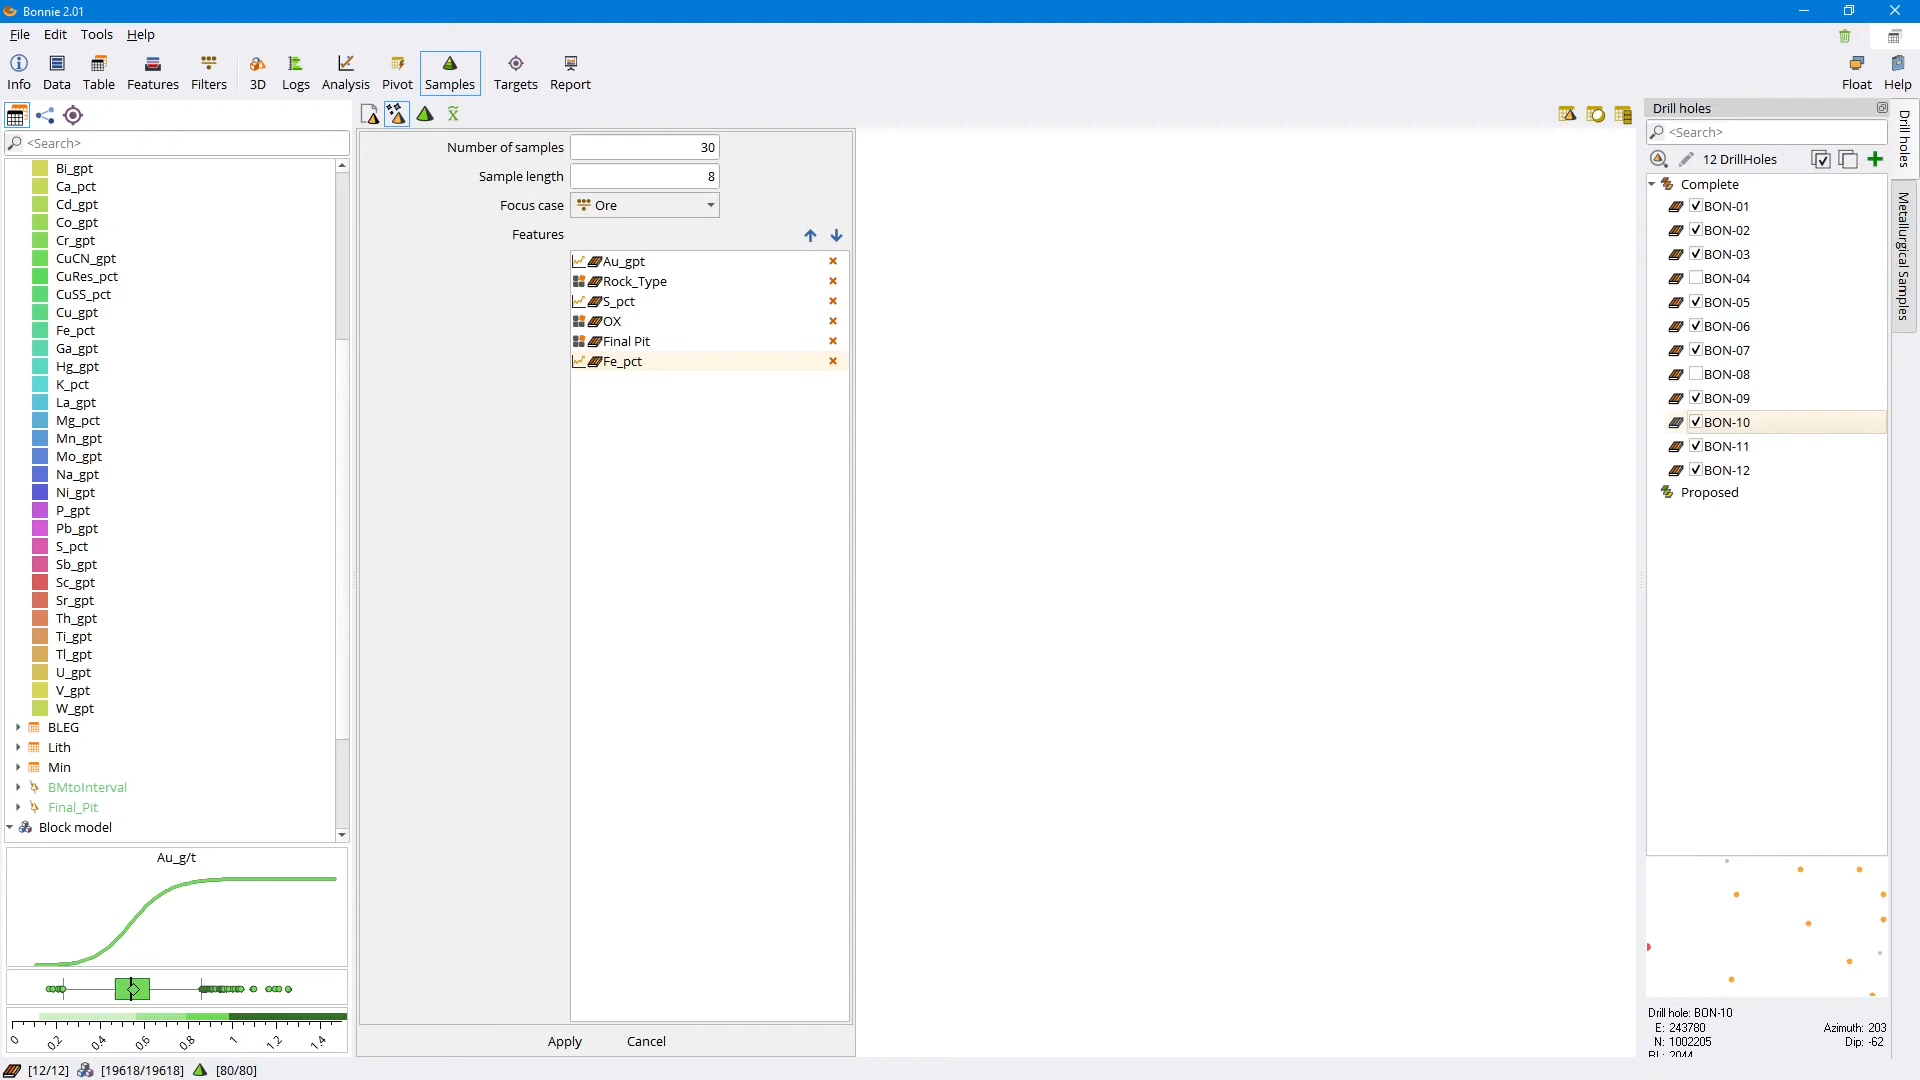 Bonnie 2.01
File Edit Tools Help
Info Data Table Features Filters 3D Logs Analysis Pivot Samples Targets Report Float Help
<Search>
Bi_gpt
Ca_pct
Cd_gpt
Co_gpt
Cr_gpt
CuCN_gpt
CuRes_pct
CuSS_pct
Cu_gpt
Fe_pct
Ga_gpt
Hg_gpt
K_pct
La_gpt
Mg_pct
Mn_gpt
Mo_gpt
Na_gpt
Ni_gpt
P_gpt
Pb_gpt
S_pct
Sb_gpt
Sc_gpt
Sr_gpt
Th_gpt
Ti_gpt
Tl_gpt
U_gpt
V_gpt
W_gpt
BLEG
Lith
Min
BMtoInterval
Final_Pit
Block model
Au_g/t
0 0.2 0.4 0.6 0.8 1 1.2 1.4
[12/12] [19618/19618] [80/80]
Number of samples 30
Sample length 8
Focus case Ore
Features
Au_gpt
Rock_Type
S_pct
OX
Final Pit
Fe_pct
Apply Cancel
Drill holes
<Search>
12 DrillHoles
Complete
BON-01
BON-02
BON-03
BON-04
BON-05
BON-06
BON-07
BON-08
BON-09
BON-10
BON-11
BON-12
Proposed
Drill hole: BON-10
E: 243780 Azimuth: 203
N: 1002205 Dip: -62
RL: 2044
Drill holes
Metallurgical Samples